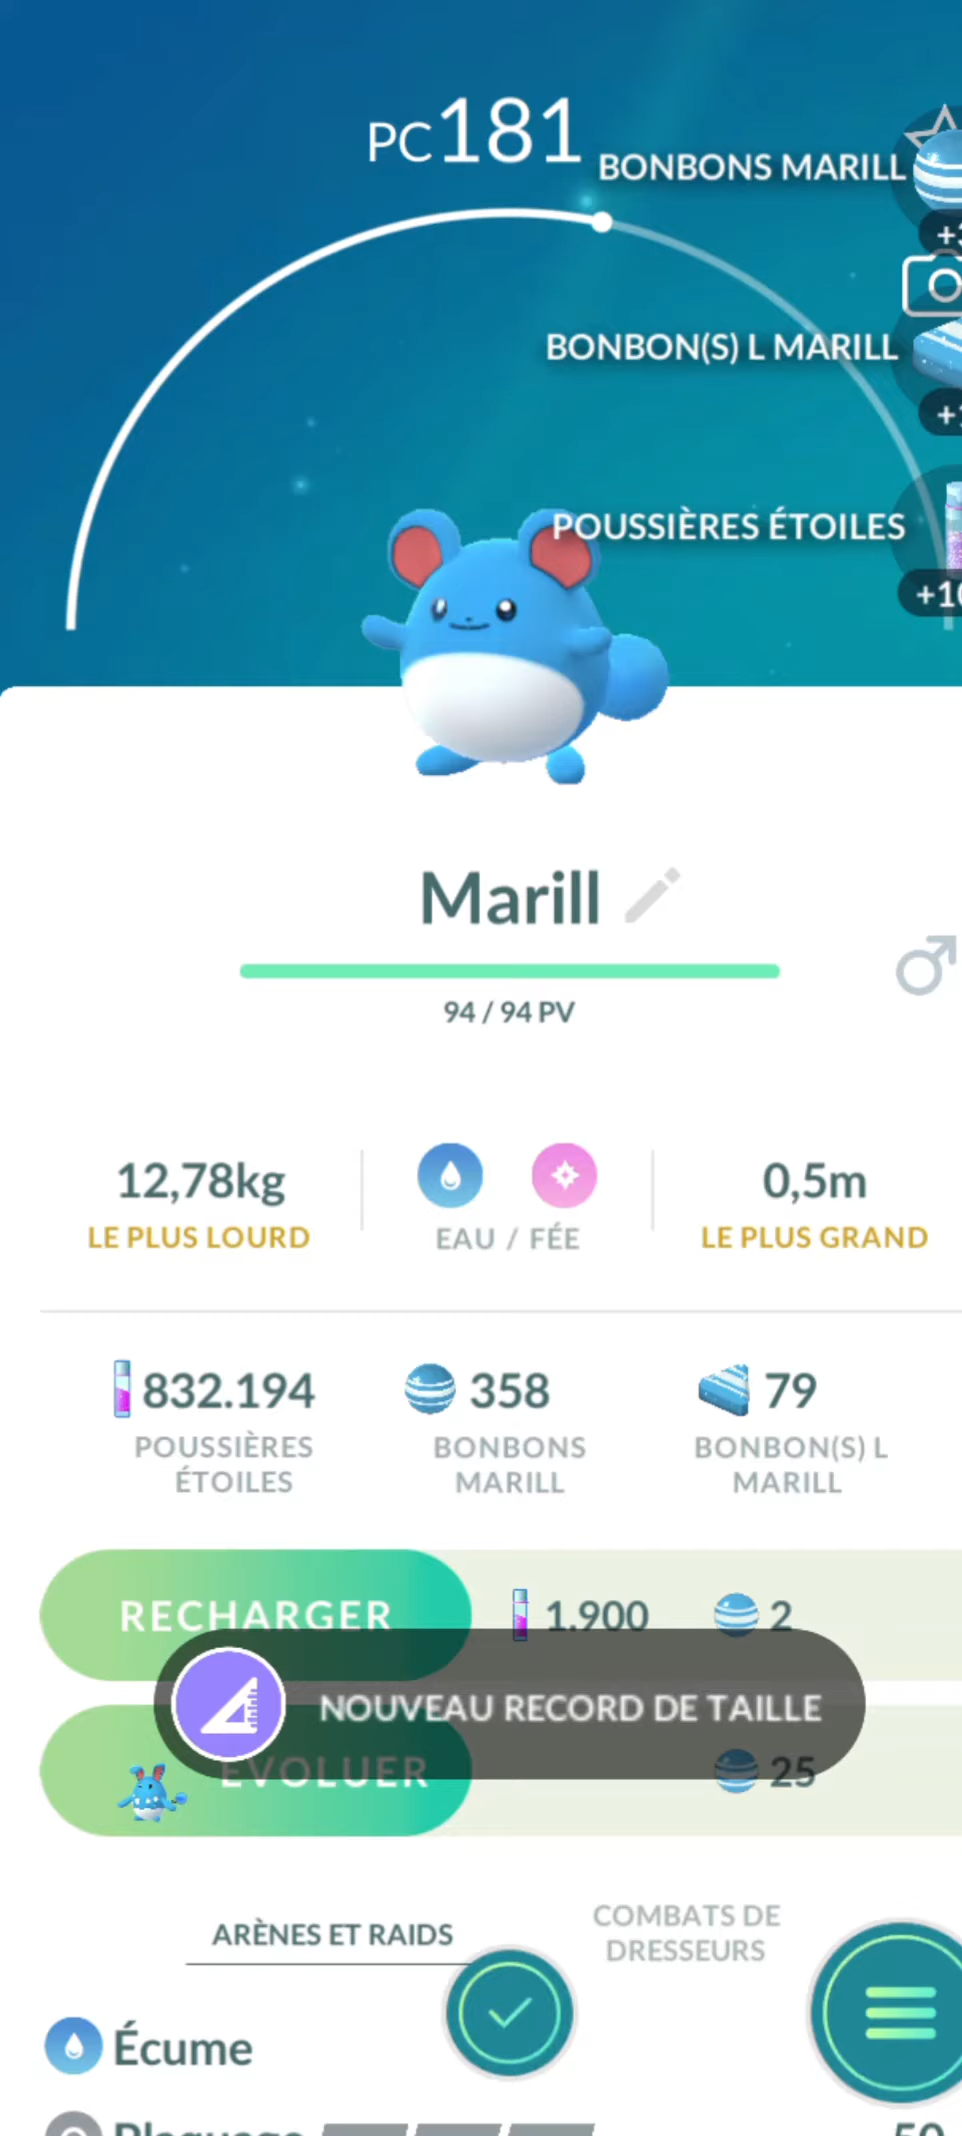 PC181
BONBONS MARILL
BONBON(S) L MARILL
POUSSIÈRES ÉTOILES
Marill
94 / 94 PV
12,78kg
LE PLUS LOURD
EAU / FÉE
0,5m
LE PLUS GRAND
832.194
POUSSIÈRES
ÉTOILES
358
BONBONS
MARILL
79
BONBON(S) L
MARILL
RECHARGER
1.900
2
NOUVEAU RECORD DE TAILLE
ÉVOLUER
25
ARÈNES ET RAIDS
COMBATS DE
DRESSEURS
Écume